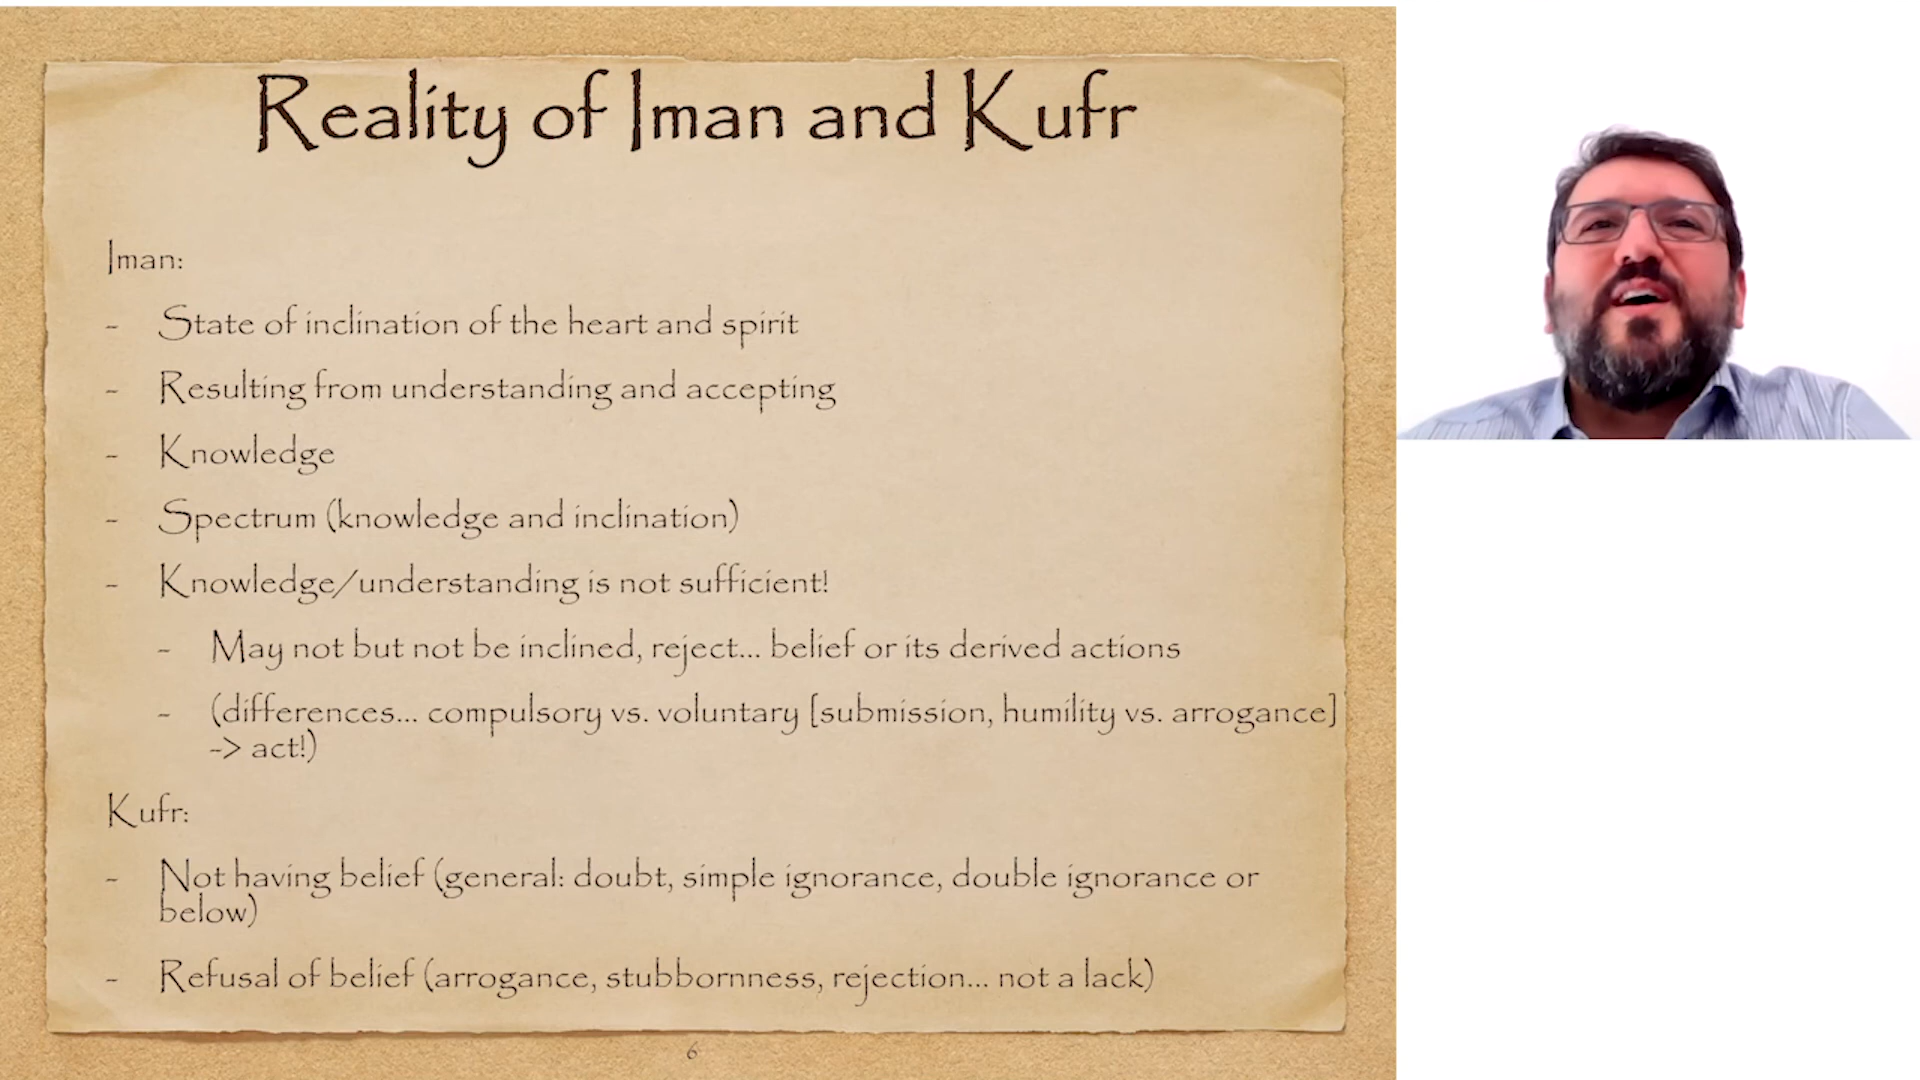 Reality of Iman and Kufr
Iman:
- State of inclination of the heart and spirit
- Resulting from understanding and accepting
- Knowledge
- Spectrum (knowledge and inclination)
- Knowledge/understanding is not sufficient!
- May not but not be inclined, reject... belief or its derived actions
- (differences... compulsory vs. voluntary [submission, humility vs. arrogance]
-> act!)
Kufr:
- Not having belief (general: doubt, simple ignorance, double ignorance or
below)
- Refusal of belief (arrogance, stubbornness, rejection... not a lack)
6